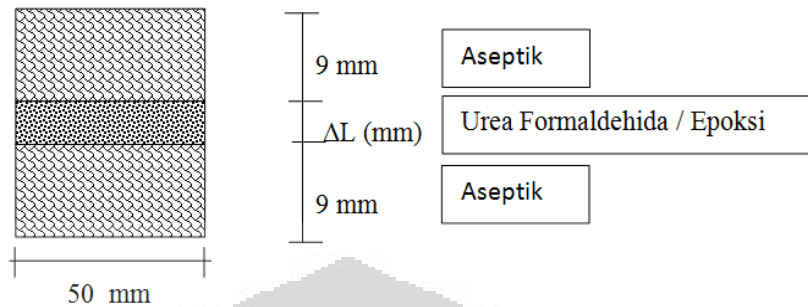 9 mm
Aseptik
ΔL (mm)
Urea Formaldehida / Epoksi
9 mm
Aseptik
50 mm